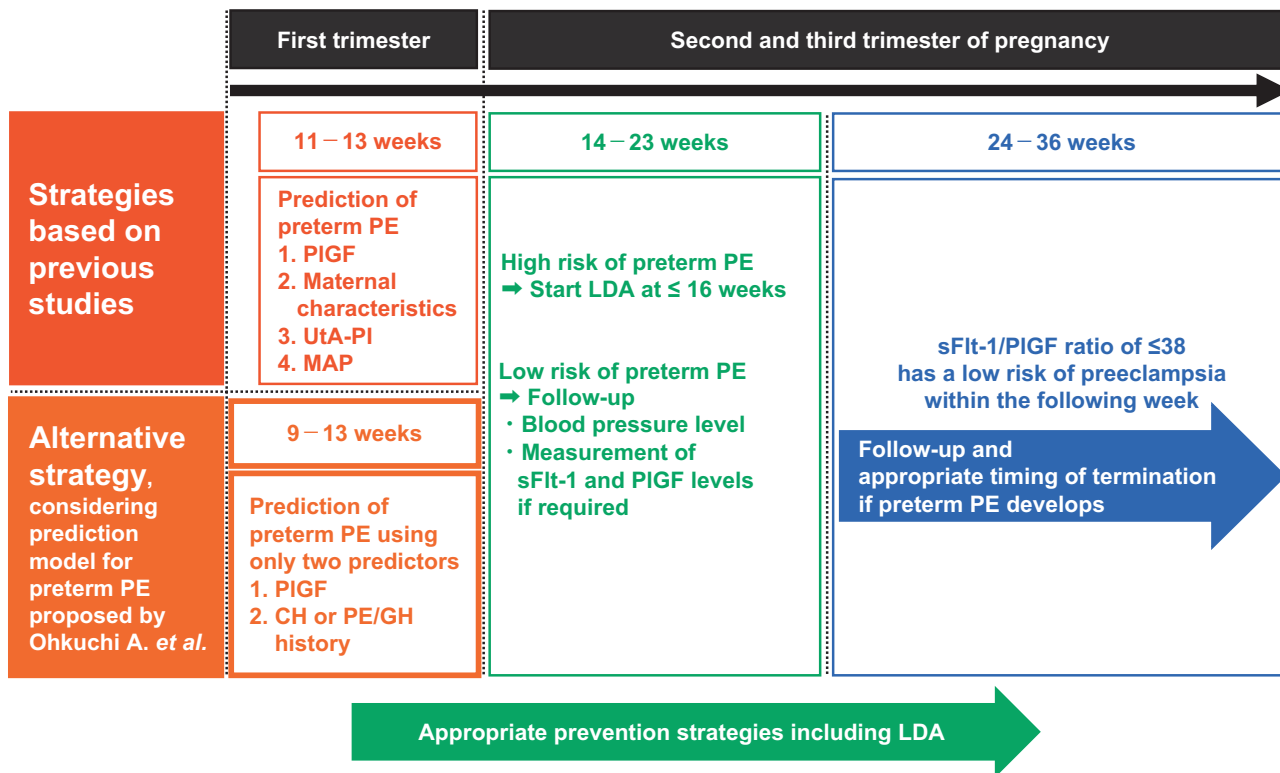 First trimester
Second and third trimester of pregnancy
Strategies
based on
previous
studies
11－13 weeks
Prediction of
preterm PE
1. PlGF
2. Maternal
characteristics
3. UtA-PI
4. MAP
Alternative
strategy,
considering
prediction
model for
preterm PE
proposed by
Ohkuchi A. et al.
9－13 weeks
Prediction of
preterm PE using
only two predictors
1. PlGF
2. CH or PE/GH
history
14－23 weeks
High risk of preterm PE
➡ Start LDA at ≤ 16 weeks
Low risk of preterm PE
➡ Follow-up
・Blood pressure level
・Measurement of
sFlt-1 and PlGF levels
if required
24－36 weeks
sFlt-1/PlGF ratio of ≤38
has a low risk of preeclampsia
within the following week
Follow-up and
appropriate timing of termination
if preterm PE develops
Appropriate prevention strategies including LDA